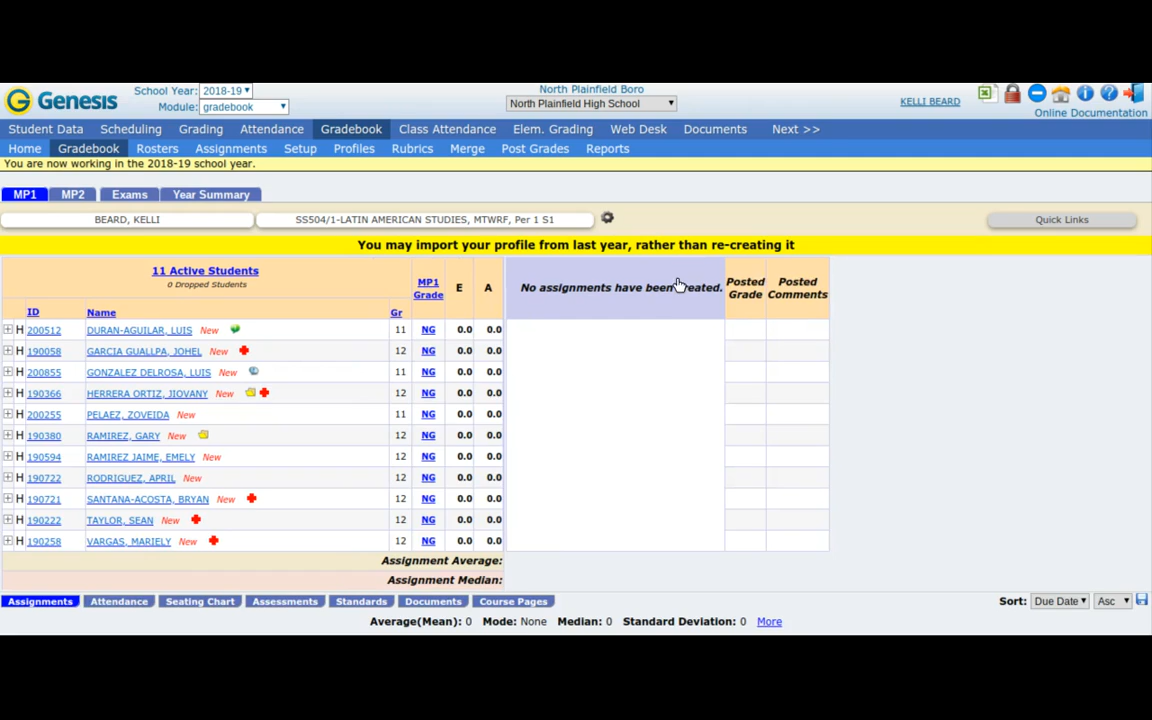 Genesis
School Year: 2018-19
Module: gradebook
North Plainfield Boro
North Plainfield High School
KELLI BEARD
Online Documentation
Student Data Scheduling Grading Attendance Gradebook Class Attendance Elem. Grading Web Desk Documents Next >>
Home Gradebook Rosters Assignments Setup Profiles Rubrics Merge Post Grades Reports
You are now working in the 2018-19 school year.
MP1 MP2 Exams Year Summary
BEARD, KELLI SS504/1-LATIN AMERICAN STUDIES, MTWRF, Per 1 S1 Quick Links
You may import your profile from last year, rather than re-creating it
11 Active Students
0 Dropped Students
MP1 Grade E A No assignments have been created. Posted Grade Posted Comments
ID Name Gr
H 200512 DURAN-AGUILAR, LUIS New 11 NG 0.0 0.0
H 190058 GARCIA GUALLPA, JOHEL New 12 NG 0.0 0.0
H 200855 GONZALEZ DELROSA, LUIS New 11 NG 0.0 0.0
H 190366 HERRERA ORTIZ, JIOVANY New 12 NG 0.0 0.0
H 200255 PELAEZ, ZOVEIDA New 11 NG 0.0 0.0
H 190380 RAMIREZ, GARY New 12 NG 0.0 0.0
H 190594 RAMIREZ JAIME, EMELY New 12 NG 0.0 0.0
H 190722 RODRIGUEZ, APRIL New 12 NG 0.0 0.0
H 190721 SANTANA-ACOSTA, BRYAN New 12 NG 0.0 0.0
H 190222 TAYLOR, SEAN New 12 NG 0.0 0.0
H 190258 VARGAS, MARIELY New 12 NG 0.0 0.0
Assignment Average:
Assignment Median:
Assignments Attendance Seating Chart Assessments Standards Documents Course Pages Sort: Due Date Asc
Average(Mean): 0 Mode: None Median: 0 Standard Deviation: 0 More